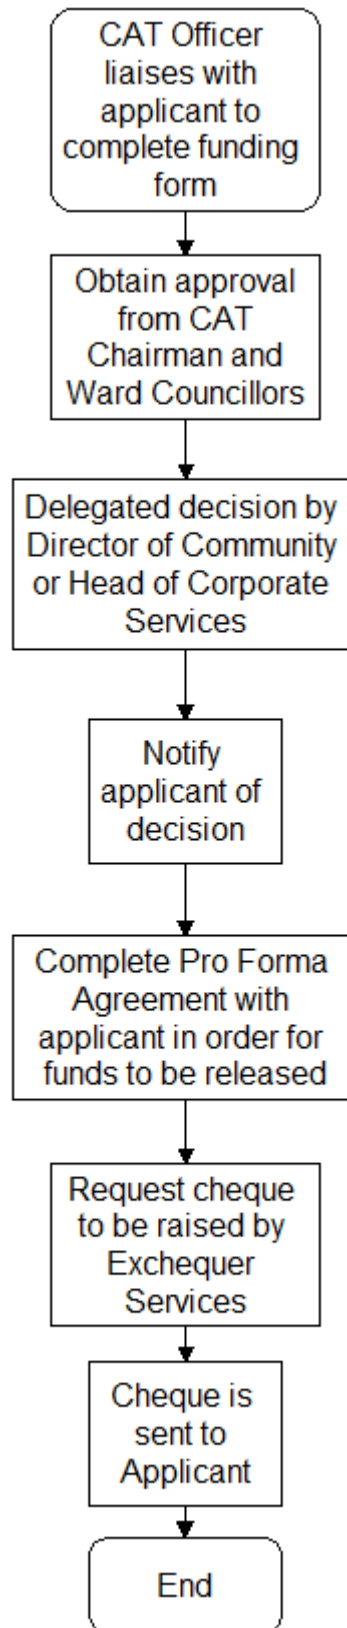 CAT Officer
liaises with
applicant to
complete funding
form
Obtain approval
from CAT
Chairman and
Ward Councillors
Delegated decision by
Director of Community
or Head of Corporate
Services
Notify
applicant of
decision
Complete Pro Forma
Agreement with
applicant in order for
funds to be released
Request cheque
to be raised by
Exchequer
Services
Cheque is
sent to
Applicant
End